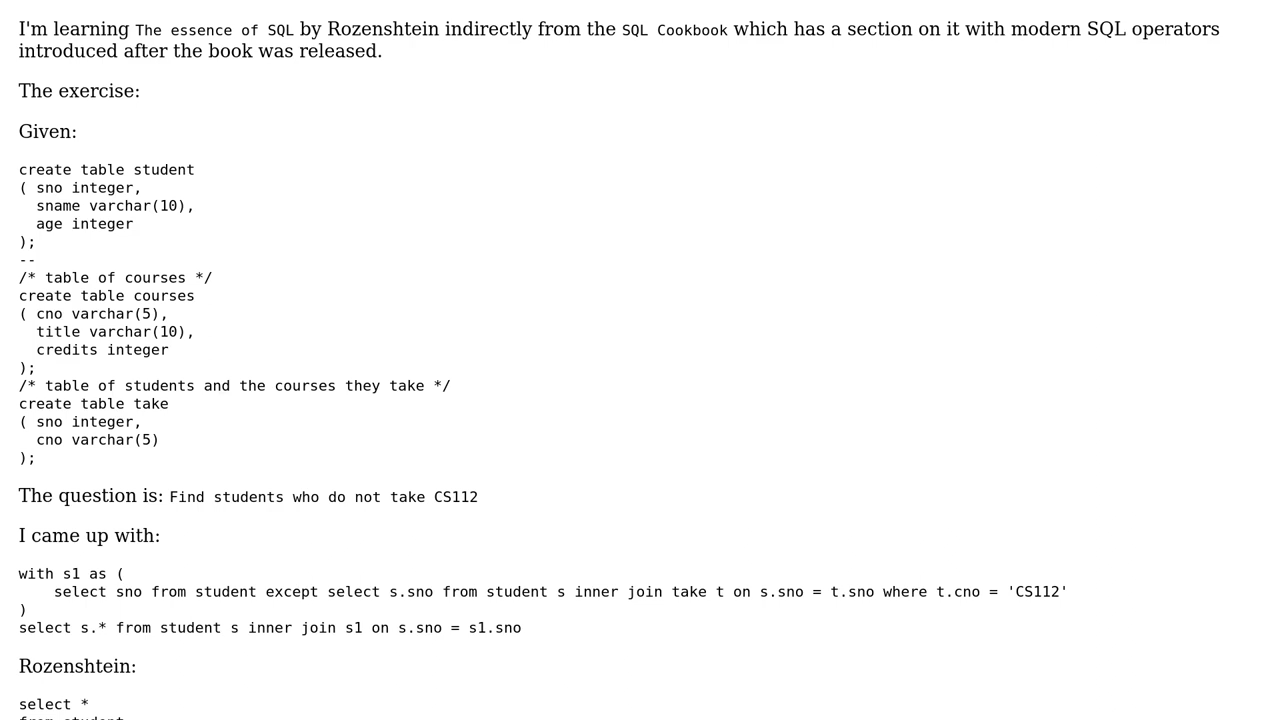 I'm learning The essence of SQL by Rozenshtein indirectly from the SQL Cookbook which has a section on it with modern SQL operators
introduced after the book was released.
The exercise:
Given:
create table student
( sno integer,
  sname varchar(10),
  age integer
);
--
/* table of courses */
create table courses
( cno varchar(5),
  title varchar(10),
  credits integer
);
/* table of students and the courses they take */
create table take
( sno integer,
  cno varchar(5)
);
The question is: Find students who do not take CS112
I came up with:
with s1 as (
    select sno from student except select s.sno from student s inner join take t on s.sno = t.sno where t.cno = 'CS112'
)
select s.* from student s inner join s1 on s.sno = s1.sno
Rozenshtein:
select *
from student